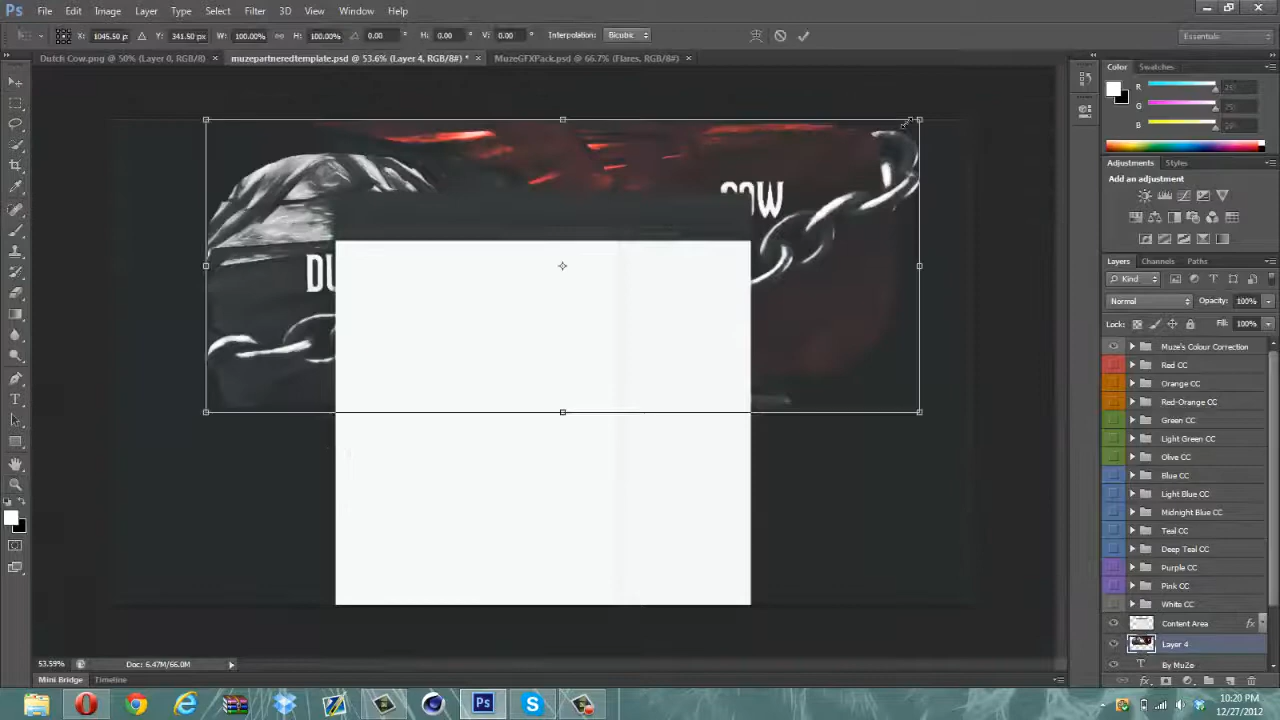 Ps File Edit Image Layer Type Select Filter 3D View Window Help
X: 1045.50 px Y: 341.50 px W: 100.00% H: 100.00% 0.00 ° H: 0.00 ° V: 0.00 ° Interpolation: Bicubic Essentials
Dutch Cow.png @ 50% (Layer 0, RGB/8) × muzepartneredtemplate.psd @ 53.6% (Layer 4, RGB/8#) * × MuzeGFXPack.psd @ 66.7% (Flares, RGB/8#) ×
Color Swatches
R
G
B
Adjustments Styles
Add an adjustment
COW
DU
Layers Channels Paths
Kind
Normal Opacity: 100%
Lock: Fill: 100%
Muze's Colour Correction
Red CC
Orange CC
Red-Orange CC
Green CC
Light Green CC
Olive CC
Blue CC
Light Blue CC
Midnight Blue CC
Teal CC
Deep Teal CC
Purple CC
Pink CC
White CC
Content Area fx
Layer 4
T By MuZe
53.59% Doc: 6.47M/66.0M
Mini Bridge Timeline
10:20 PM
12/27/2012